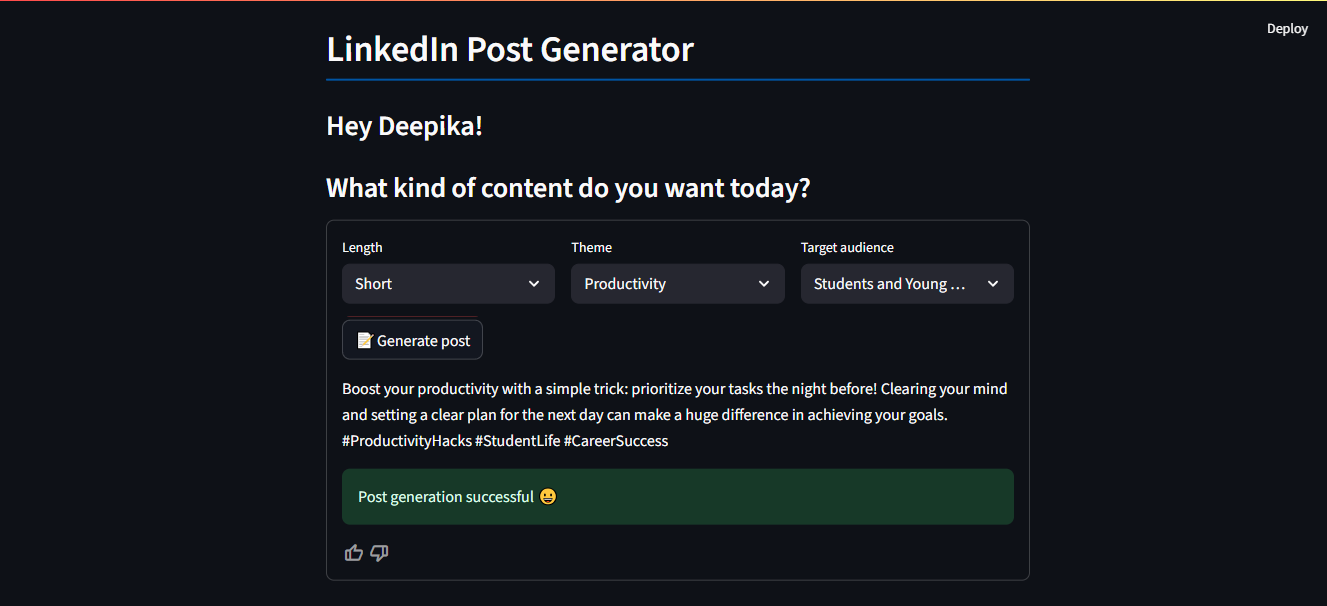 Deploy
LinkedIn Post Generator
Hey Deepika!
What kind of content do you want today?
Length Theme Target audience
Short Productivity Students and Young ...
📝 Generate post
Boost your productivity with a simple trick: prioritize your tasks the night before! Clearing your mind
and setting a clear plan for the next day can make a huge difference in achieving your goals.
#ProductivityHacks #StudentLife #CareerSuccess
Post generation successful 😀